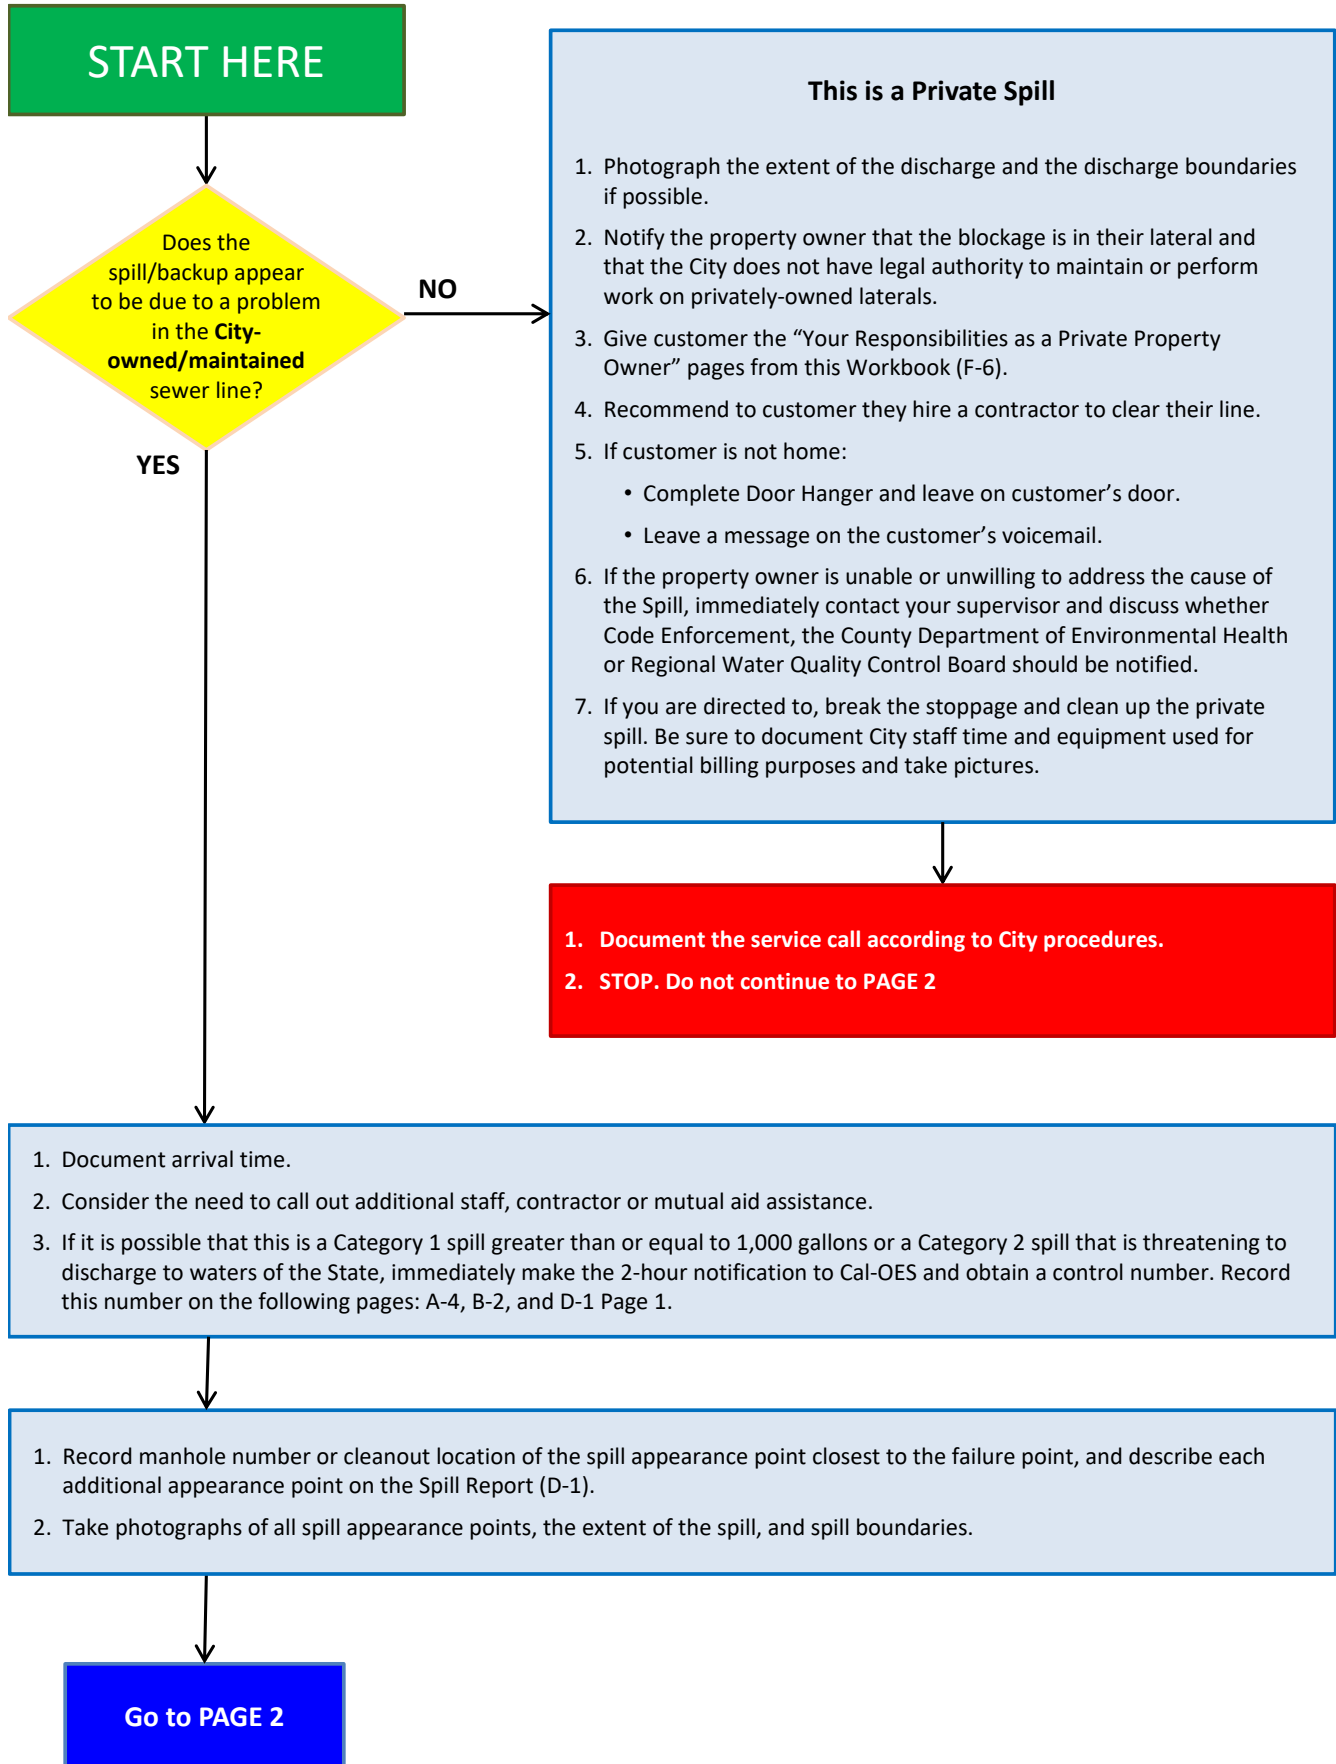 START HERE
Does the
spill/backup appear
to be due to a problem
in the City-
owned/maintained
sewer line?
NO
YES
This is a Private Spill
1. Photograph the extent of the discharge and the discharge boundaries
if possible.
2. Notify the property owner that the blockage is in their lateral and
that the City does not have legal authority to maintain or perform
work on privately-owned laterals.
3. Give customer the “Your Responsibilities as a Private Property
Owner” pages from this Workbook (F-6).
4. Recommend to customer they hire a contractor to clear their line.
5. If customer is not home:
• Complete Door Hanger and leave on customer’s door.
• Leave a message on the customer’s voicemail.
6. If the property owner is unable or unwilling to address the cause of
the Spill, immediately contact your supervisor and discuss whether
Code Enforcement, the County Department of Environmental Health
or Regional Water Quality Control Board should be notified.
7. If you are directed to, break the stoppage and clean up the private
spill. Be sure to document City staff time and equipment used for
potential billing purposes and take pictures.
1. Document the service call according to City procedures.
2. STOP. Do not continue to PAGE 2
1. Document arrival time.
2. Consider the need to call out additional staff, contractor or mutual aid assistance.
3. If it is possible that this is a Category 1 spill greater than or equal to 1,000 gallons or a Category 2 spill that is threatening to
discharge to waters of the State, immediately make the 2-hour notification to Cal-OES and obtain a control number. Record
this number on the following pages: A-4, B-2, and D-1 Page 1.
1. Record manhole number or cleanout location of the spill appearance point closest to the failure point, and describe each
additional appearance point on the Spill Report (D-1).
2. Take photographs of all spill appearance points, the extent of the spill, and spill boundaries.
Go to PAGE 2